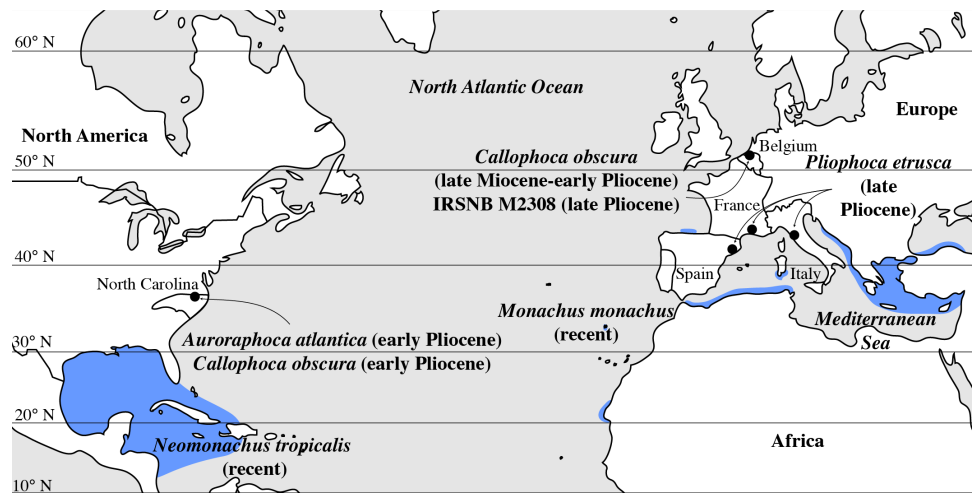 60° N
North Atlantic Ocean
Europe
North America
Belgium
50° N
Callophoca obscura
(late Miocene-early Pliocene)
IRSNB M2308 (late Pliocene)
Pliophoca etrusca
(late
Pliocene)
France
40° N
Spain
Italy
North Carolina
Monachus monachus
(recent)
Mediterranean
Sea
Auroraphoca atlantica (early Pliocene)
30° N
Callophoca obscura (early Pliocene)
20° N
Neomonachus tropicalis
(recent)
Africa
10° N